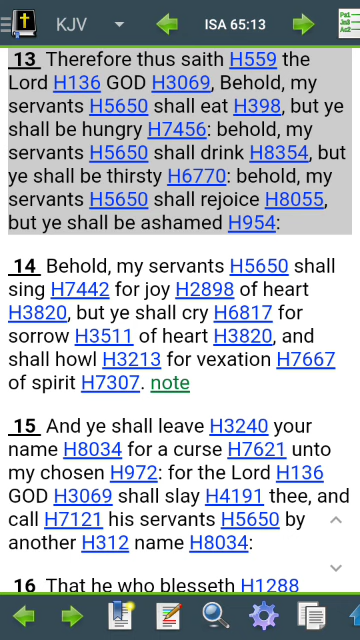 KJV
ISA 65:13
Ps1
Jn3
Ac2
13 Therefore thus saith H559 the
Lord H136 GOD H3069, Behold, my
servants H5650 shall eat H398, but ye
shall be hungry H7456: behold, my
servants H5650 shall drink H8354, but
ye shall be thirsty H6770: behold, my
servants H5650 shall rejoice H8055,
but ye shall be ashamed H954:
14 Behold, my servants H5650 shall
sing H7442 for joy H2898 of heart
H3820, but ye shall cry H6817 for
sorrow H3511 of heart H3820, and
shall howl H3213 for vexation H7667
of spirit H7307. note
15 And ye shall leave H3240 your
name H8034 for a curse H7621 unto
my chosen H972: for the Lord H136
GOD H3069 shall slay H4191 thee, and
call H7121 his servants H5650 by
another H312 name H8034:
16 That he who blesseth H1288